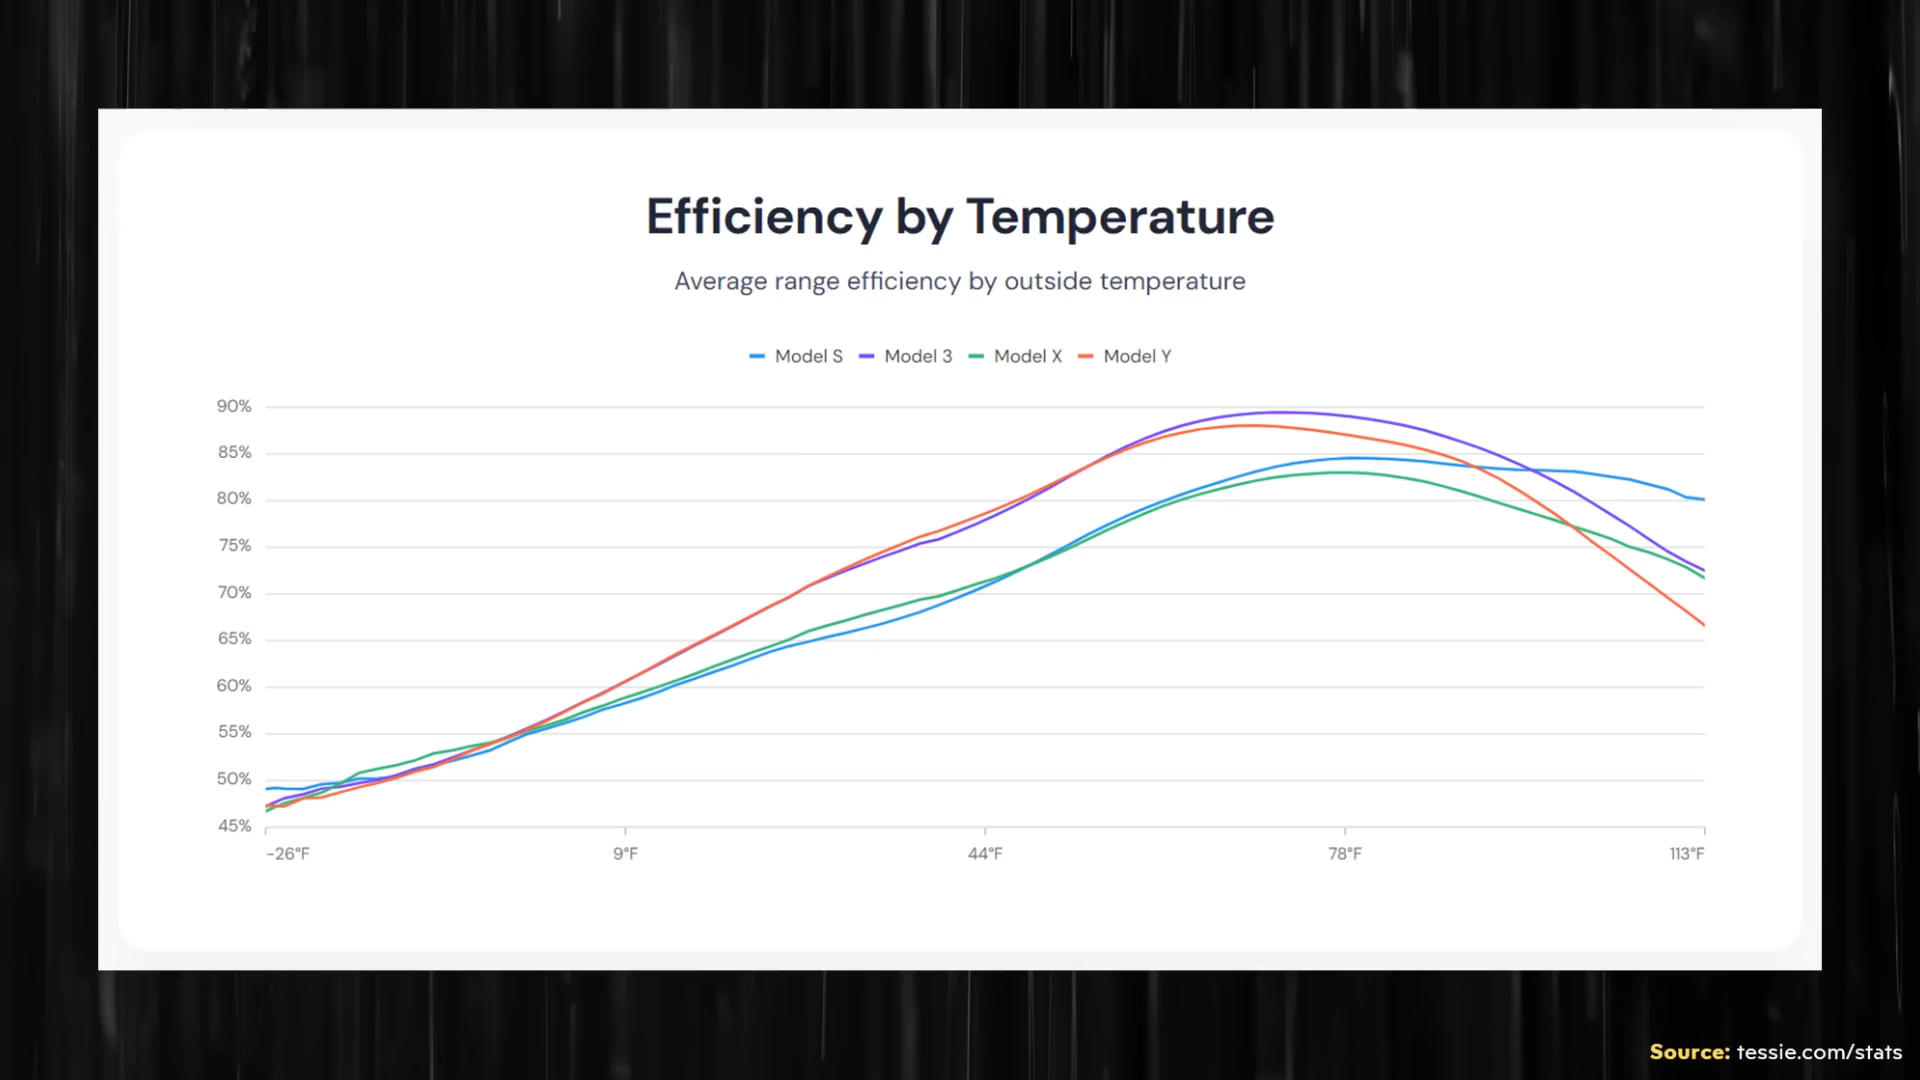 Efficiency by Temperature
Average range efficiency by outside temperature
Model S Model 3 Model X Model Y
90%
85%
80%
75%
70%
65%
60%
55%
50%
45%
-26°F 9°F 44°F 78°F 113°F
Source: tessie.com/stats